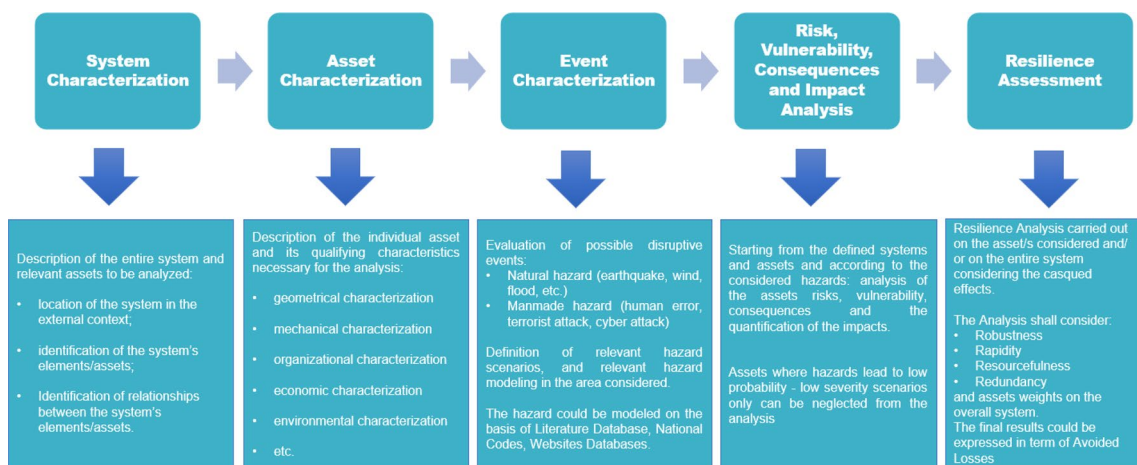 System
Characterization
Asset
Characterization
Event
Characterization
Risk,
Vulnerability,
Consequences
and Impact
Analysis
Resilience
Assessment
Description of the entire system and
relevant assets to be analyzed:
• location of the system in the
external context;
• identification of the system's
elements/assets;
• Identification of relationships
between the system's
elements/assets.
Description of the individual asset
and its qualifying characteristics
necessary for the analysis:
• geometrical characterization
• mechanical characterization
• organizational characterization
• economic characterization
• environmental characterization
• etc.
Evaluation of possible disruptive
events:
• Natural hazard (earthquake, wind,
flood, etc.)
• Manmade hazard (human error,
terrorist attack, cyber attack)
Definition of relevant hazard
scenarios, and relevant hazard
modeling in the area considered.
The hazard could be modeled on the
basis of Literature Database, National
Codes, Websites Databases.
Starting from the defined systems
and assets and according to the
considered hazards: analysis of
the assets risks, vulnerability,
consequences and the
quantification of the impacts.
Assets where hazards lead to low
probability - low severity scenarios
only can be neglected from the
analysis
Resilience Analysis carried out
on the asset/s considered and/
or on the entire system
considering the casqued
effects.
The Analysis shall consider:
• Robustness
• Rapidity
• Resourcefulness
• Redundancy
and assets weights on the
overall system.
The final results could be
expressed in term of Avoided
Losses